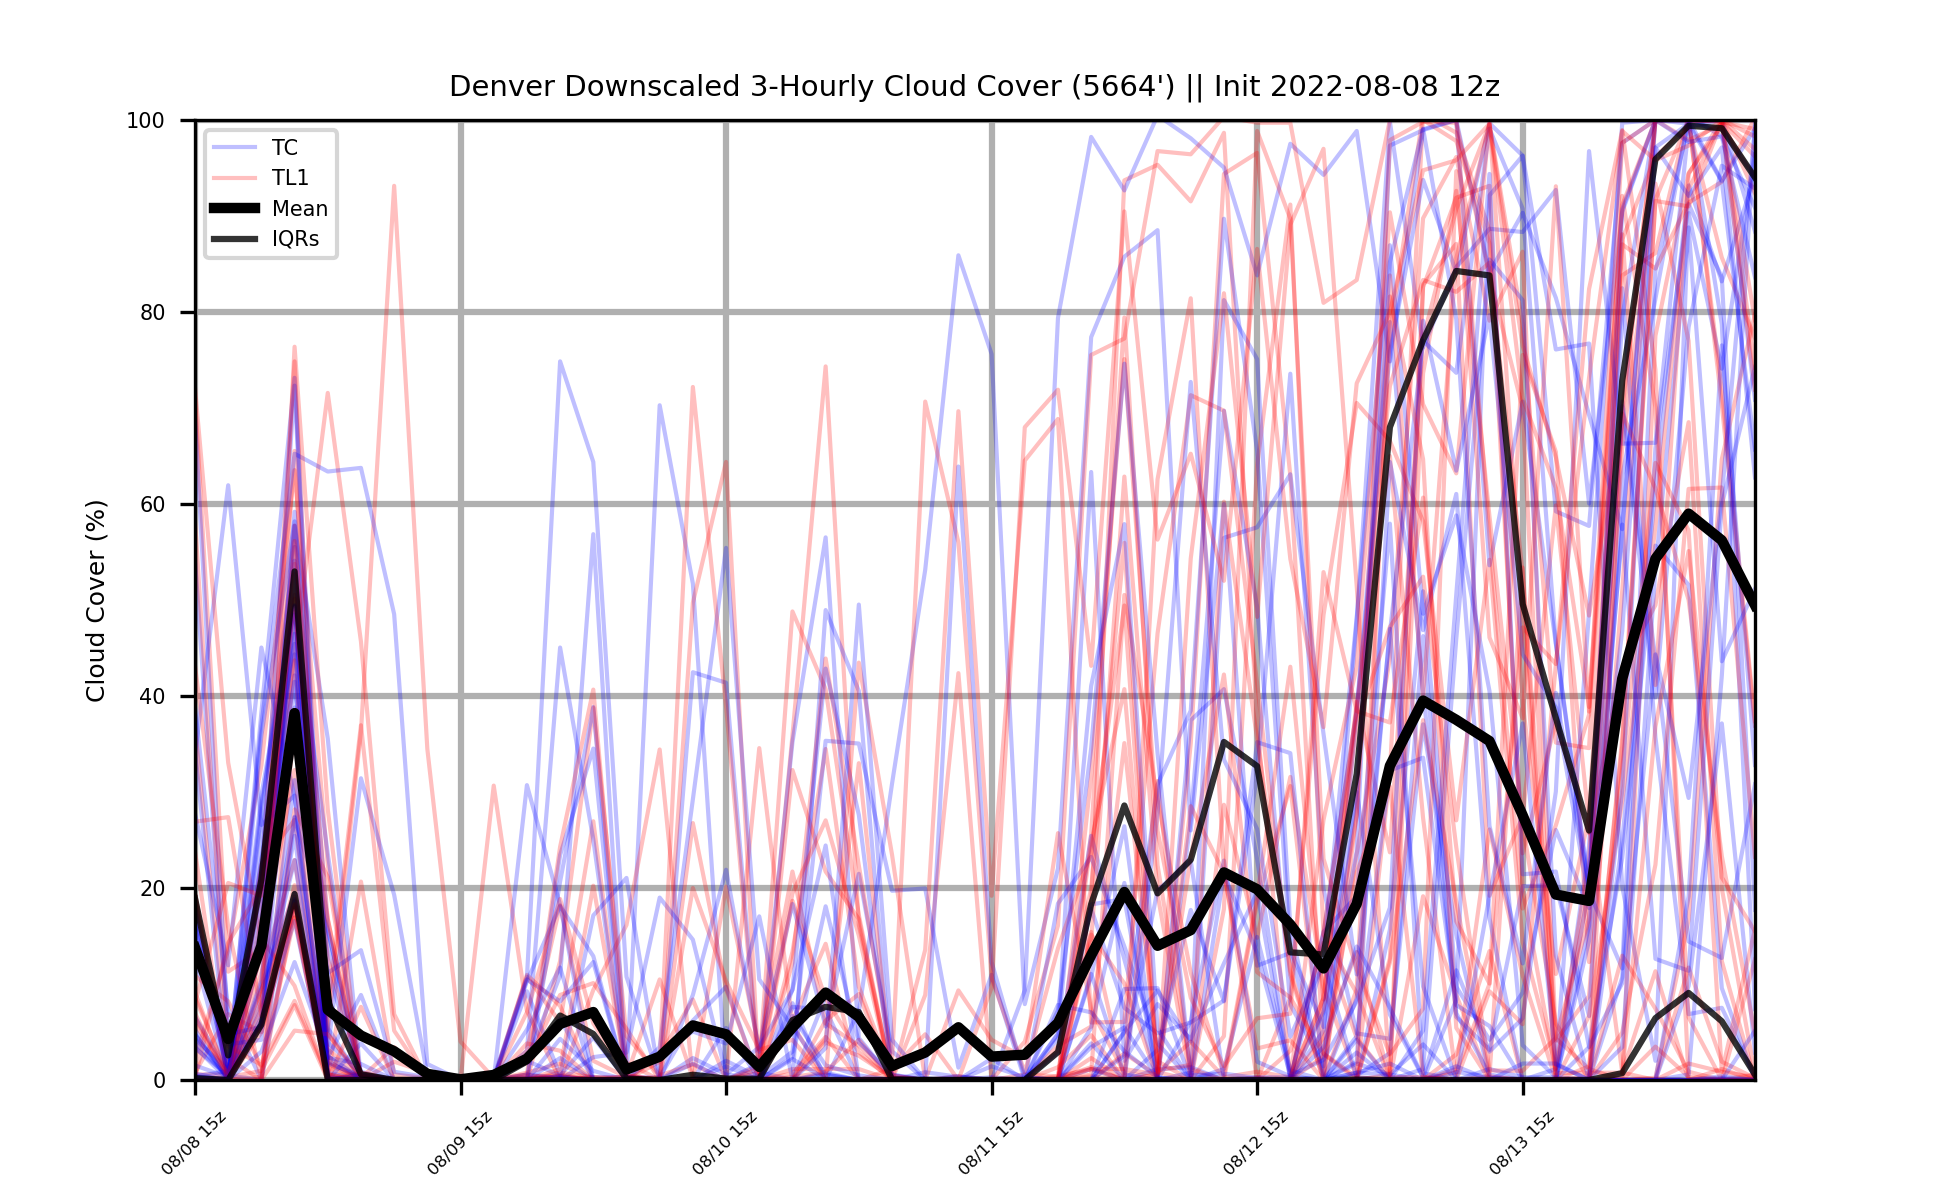 Denver Downscaled 3-Hourly Cloud Cover (5664') || Init 2022-08-08 12z
Cloud Cover (%)
100
80
60
40
20
0
TC
TL1
Mean
IQRs
08/08 15z
08/09 15z
08/10 15z
08/11 15z
08/12 15z
08/13 15z